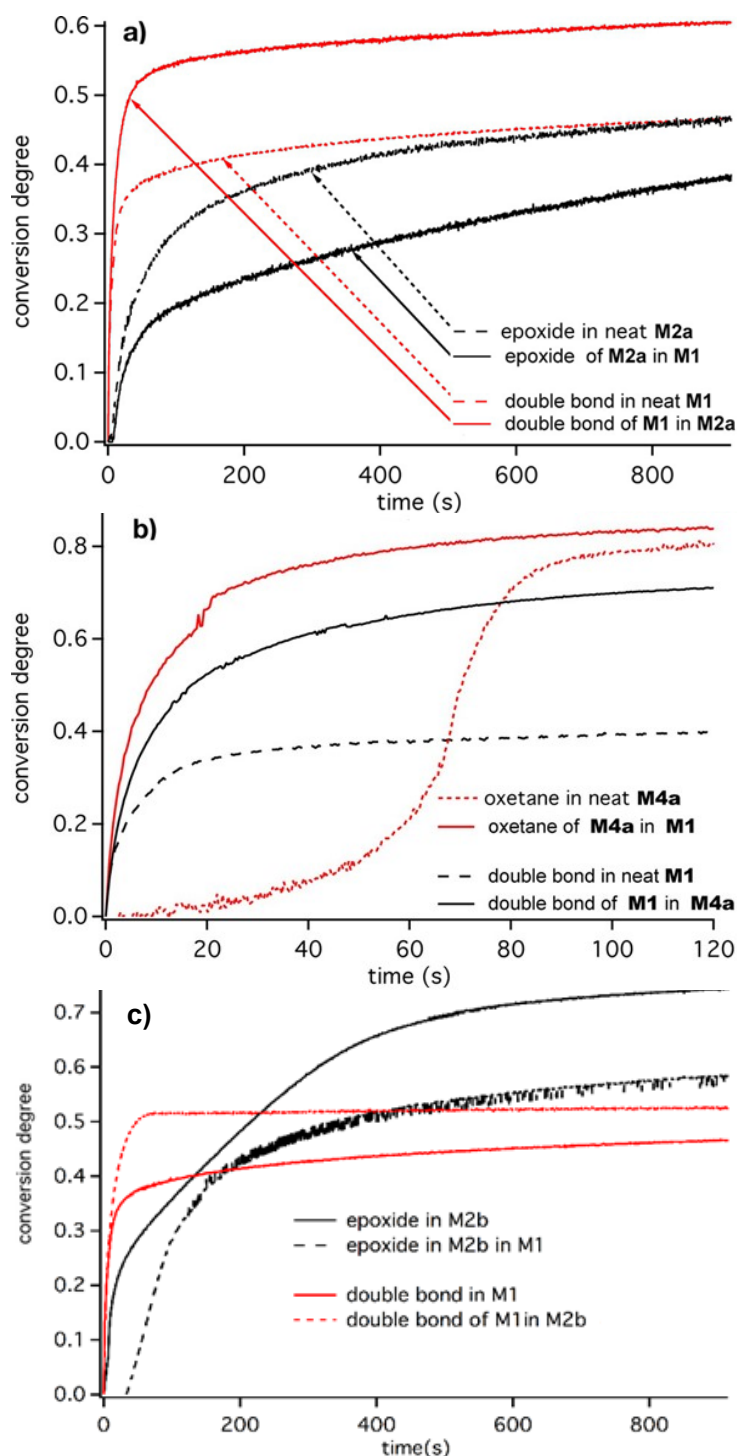 a)
0.6
0.5
0.4
0.3
0.2
0.1
0.0
conversion degree
epoxide in neat M2a
epoxide of M2a in M1
double bond in neat M1
double bond of M1 in M2a
0 200 400 600 800
time (s)
b)
0.8
0.6
0.4
0.2
0.0
conversion degree
oxetane in neat M4a
oxetane of M4a in M1
double bond in neat M1
double bond of M1 in M4a
0 20 40 60 80 100 120
time (s)
c)
0.7
0.6
0.5
0.4
0.3
0.2
0.1
0.0
conversion degree
epoxide in M2b
epoxide in M2b in M1
double bond in M1
double bond of M1in M2b
0 200 400 600 800
time(s)